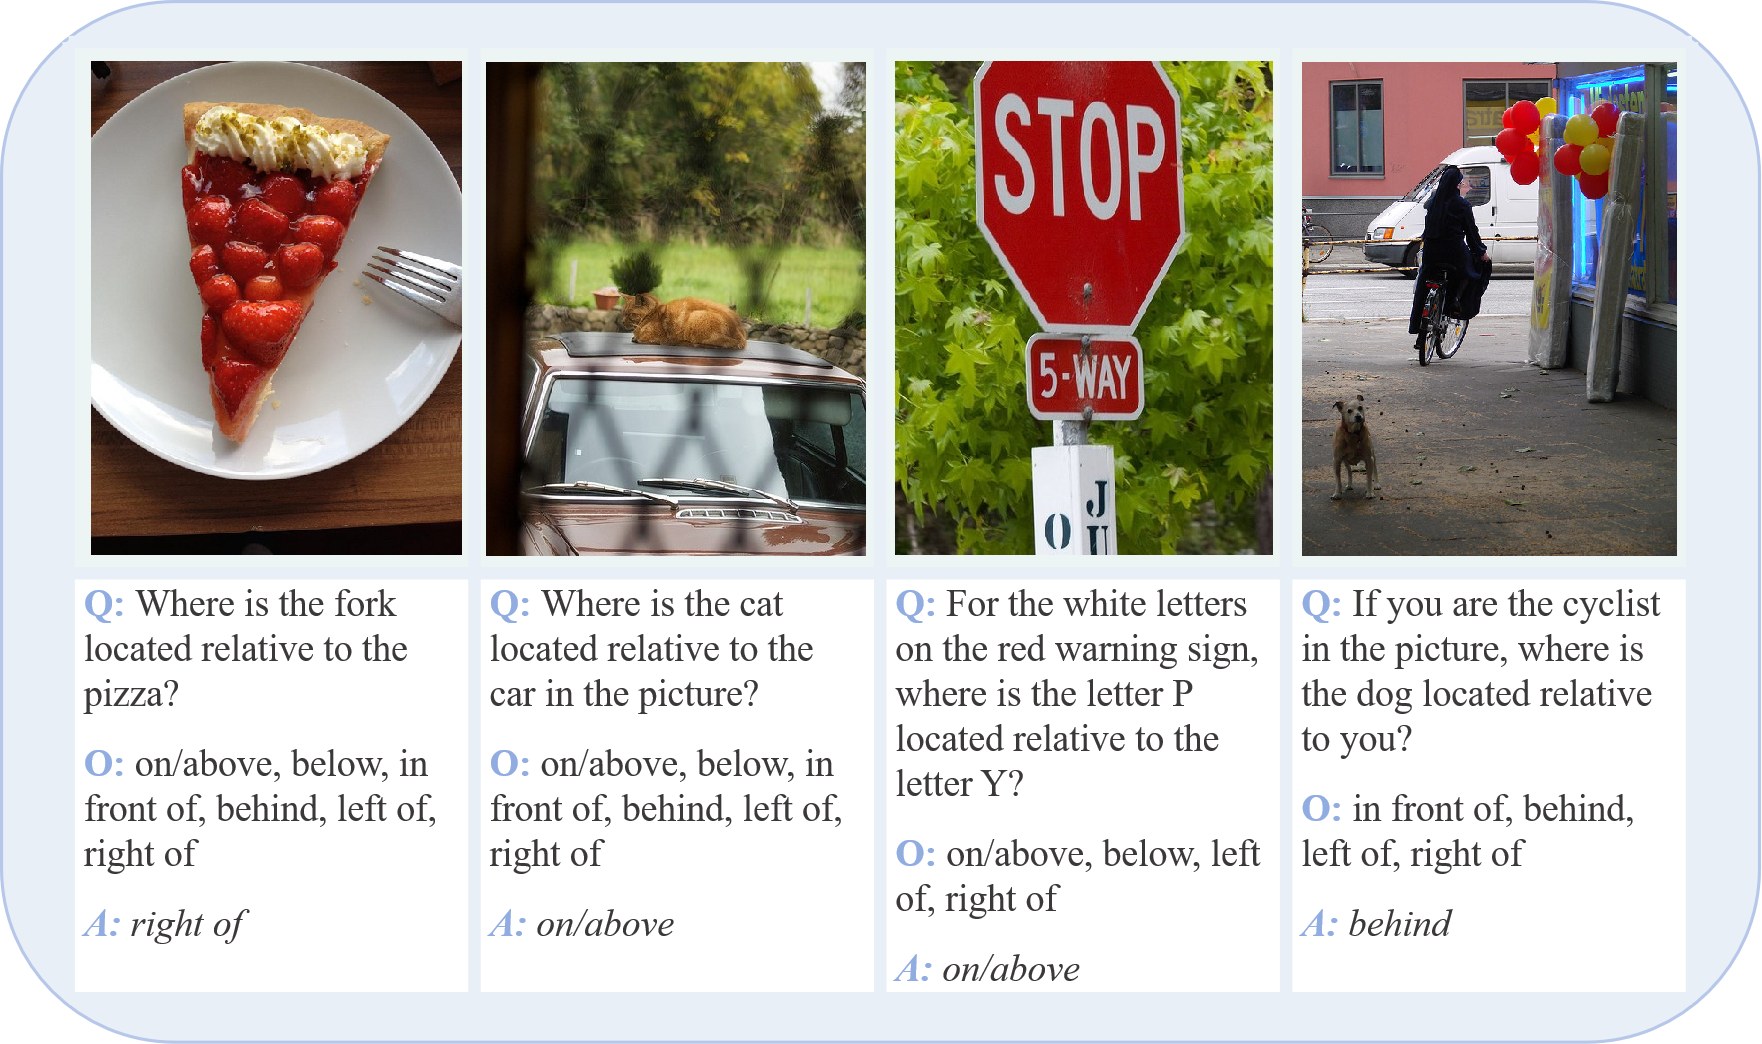 STOP
5-WAY
J
O U
Q: Where is the fork
located relative to the
pizza?
O: on/above, below, in
front of, behind, left of,
right of
A: right of
Q: Where is the cat
located relative to the
car in the picture?
O: on/above, below, in
front of, behind, left of,
right of
A: on/above
Q: For the white letters
on the red warning sign,
where is the letter P
located relative to the
letter Y?
O: on/above, below, left
of, right of
A: on/above
Q: If you are the cyclist
in the picture, where is
the dog located relative
to you?
O: in front of, behind,
left of, right of
A: behind